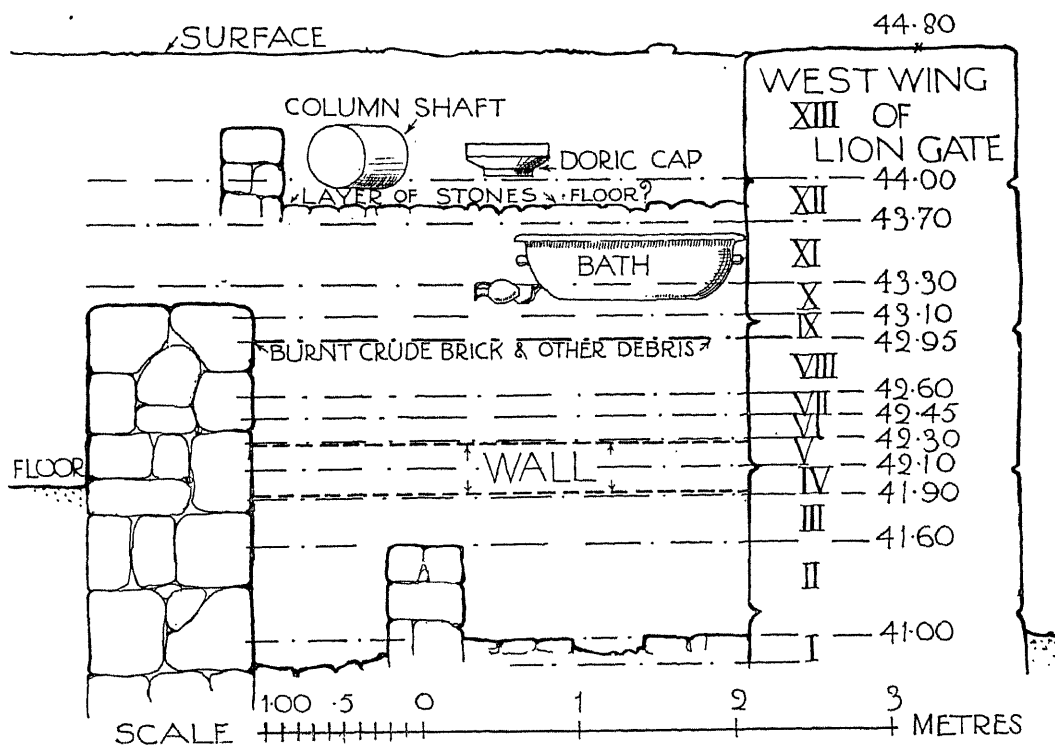 44·80
SURFACE
WEST WING
XIII OF
LION GATE
COLUMN SHAFT
DORIC CAP
44·00
LAYER OF STONES FLOOR?
XII
43·70
XI
BATH
43·30
X
43·10
IX
42·95
BURNT CRUDE BRICK & OTHER DEBRIS
VIII
42·60
VII
42·45
VI
42·30
V
WALL
FLOOR
42·10
IV
41·90
III
41·60
II
41·00
I
1·00 ·5 0 1 2 3
SCALE METRES